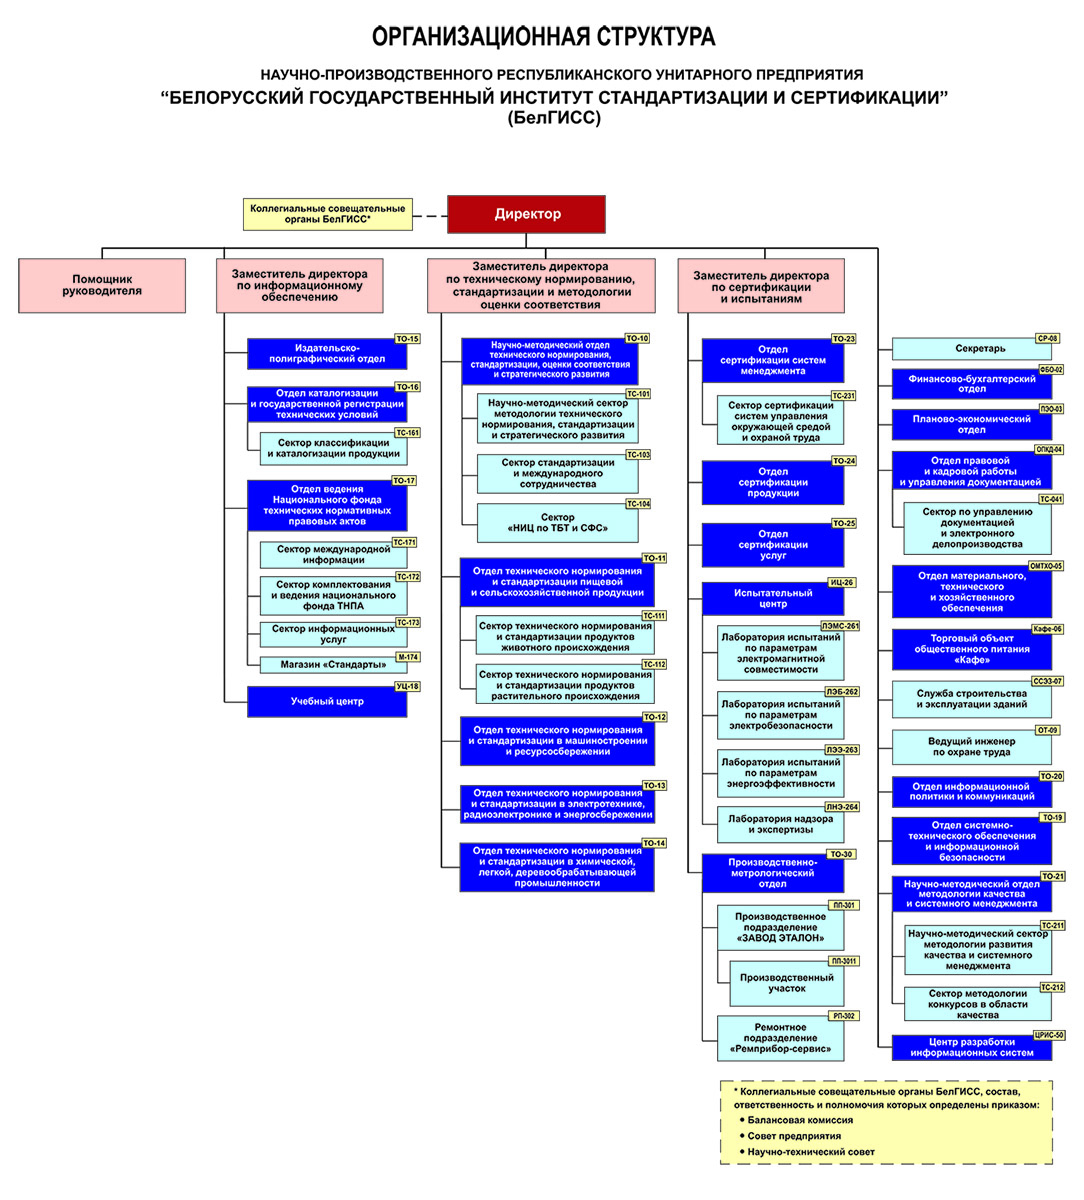 ОРГАНИЗАЦИОННАЯ СТРУКТУРА
НАУЧНО-ПРОИЗВОДСТВЕННОГО РЕСПУБЛИКАНСКОГО УНИТАРНОГО ПРЕДПРИЯТИЯ
“БЕЛОРУССКИЙ ГОСУДАРСТВЕННЫЙ ИНСТИТУТ СТАНДАРТИЗАЦИИ И СЕРТИФИКАЦИИ”
(БелГИСС)
Коллегиальные совещательные
органы БелГИСС*
Директор
Помощник
руководителя
Заместитель директора
по информационному
обеспечению
Заместитель директора
по техническому нормированию,
стандартизации и методологии
оценки соответствия
Заместитель директора
по сертификации
и испытаниям
ТО-15
Издательско-
полиграфический отдел
ТО-16
Отдел каталогизации
и государственной регистрации
технических условий
ТС-161
Сектор классификации
и каталогизации продукции
ТО-17
Отдел ведения
Национального фонда
технических нормативных
правовых актов
ТС-171
Сектор международной
информации
ТС-172
Сектор комплектования
и ведения национального
фонда ТНПА
ТС-173
Сектор информационных
услуг
М-174
Магазин «Стандарты»
УЦ-18
Учебный центр
ТО-10
Научно-методический отдел
технического нормирования,
стандартизации, оценки соответствия
и стратегического развития
ТС-101
Научно-методический сектор
методологии технического
нормирования, стандартизации
и стратегического развития
ТС-103
Сектор стандартизации
и международного
сотрудничества
ТС-104
Сектор
«НИЦ по ТБТ и СФС»
ТО-11
Отдел технического нормирования
и стандартизации пищевой
и сельскохозяйственной продукции
ТС-111
Сектор технического нормирования
и стандартизации продуктов
животного происхождения
ТС-112
Сектор технического нормирования
и стандартизации продуктов
растительного происхождения
ТО-12
Отдел технического нормирования
и стандартизации в машиностроении
и ресурсосбережении
ТО-13
Отдел технического нормирования
и стандартизации в электротехнике,
радиоэлектронике и энергосбережении
ТО-14
Отдел технического нормирования
и стандартизации в химической,
легкой, деревообрабатывающей
промышленности
ТО-23
Отдел
сертификации систем
менеджмента
ТС-231
Сектор сертификации
систем управления
окружающей средой
и охраной труда
ТО-24
Отдел
сертификации
продукции
ТО-25
Отдел
сертификации
услуг
ИЦ-26
Испытательный
центр
ЛЭМС-261
Лаборатория испытаний
по параметрам
электромагнитной
совместимости
ЛЭБ-262
Лаборатория испытаний
по параметрам
электробезопасности
ЛЭЭ-263
Лаборатория испытаний
по параметрам
энергоэффективности
ЛНЭ-264
Лаборатория надзора
и экспертизы
ТО-30
Производственно-
метрологический
отдел
ПП-301
Производственное
подразделение
«ЗАВОД ЭТАЛОН»
ПП-3011
Производственный
участок
РП-302
Ремонтное
подразделение
«Ремприбор-сервис»
СР-08
Секретарь
ФБО-02
Финансово-бухгалтерский
отдел
ПЭО-03
Планово-экономический
отдел
ОПКД-04
Отдел правовой
и кадровой работы
и управления документацией
ТС-041
Сектор по управлению
документацией
и электронного
делопроизводства
ОМТХО-05
Отдел материального,
технического
и хозяйственного
обеспечения
Кафе-06
Торговый объект
общественного питания
«Кафе»
ССЭЗ-07
Служба строительства
и эксплуатации зданий
ОТ-09
Ведущий инженер
по охране труда
ТО-20
Отдел информационной
политики и коммуникаций
ТО-19
Отдел системно-
технического обеспечения
и информационной
безопасности
ТО-21
Научно-методический отдел
методологии качества
и системного менеджмента
ТС-211
Научно-методический сектор
методологии развития
качества и системного
менеджмента
ТС-212
Сектор методологии
конкурсов в области
качества
ЦРИС-50
Центр разработки
информационных систем
* Коллегиальные совещательные органы БелГИСС, состав,
ответственность и полномочия которых определены приказом:
• Балансовая комиссия
• Совет предприятия
• Научно-технический совет